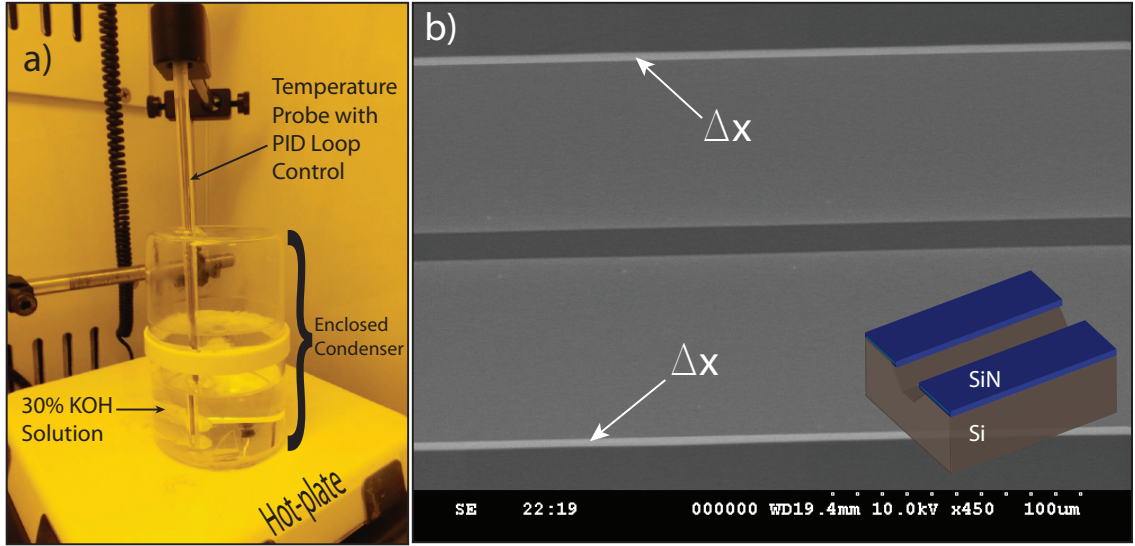 a)
Temperature
Probe with
PID Loop
Control
Enclosed
Condenser
30% KOH
Solution
Hot-plate
b)
Δx
Δx
SiN
Si
SE 22:19 000000 WD19.4mm 10.0kV x450 100um